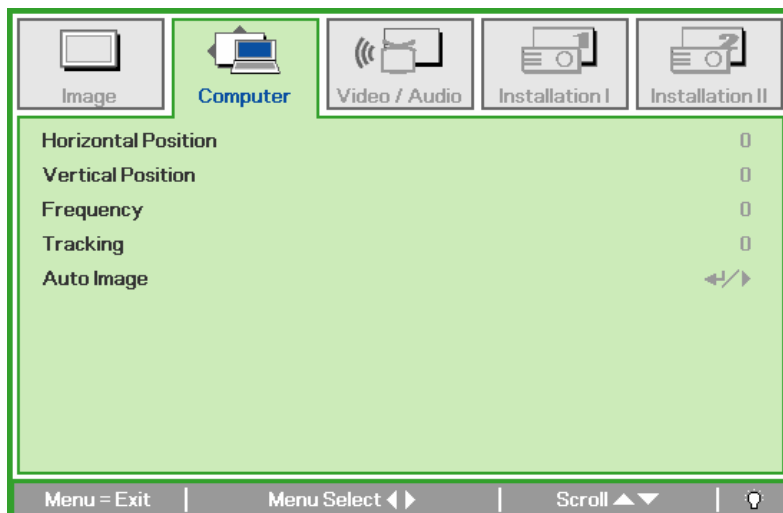 Image Computer Video / Audio Installation I Installation II
Horizontal Position 0
Vertical Position 0
Frequency 0
Tracking 0
Auto Image ↵/▶
Menu = Exit | Menu Select ◀▶ | Scroll ▲▼ |